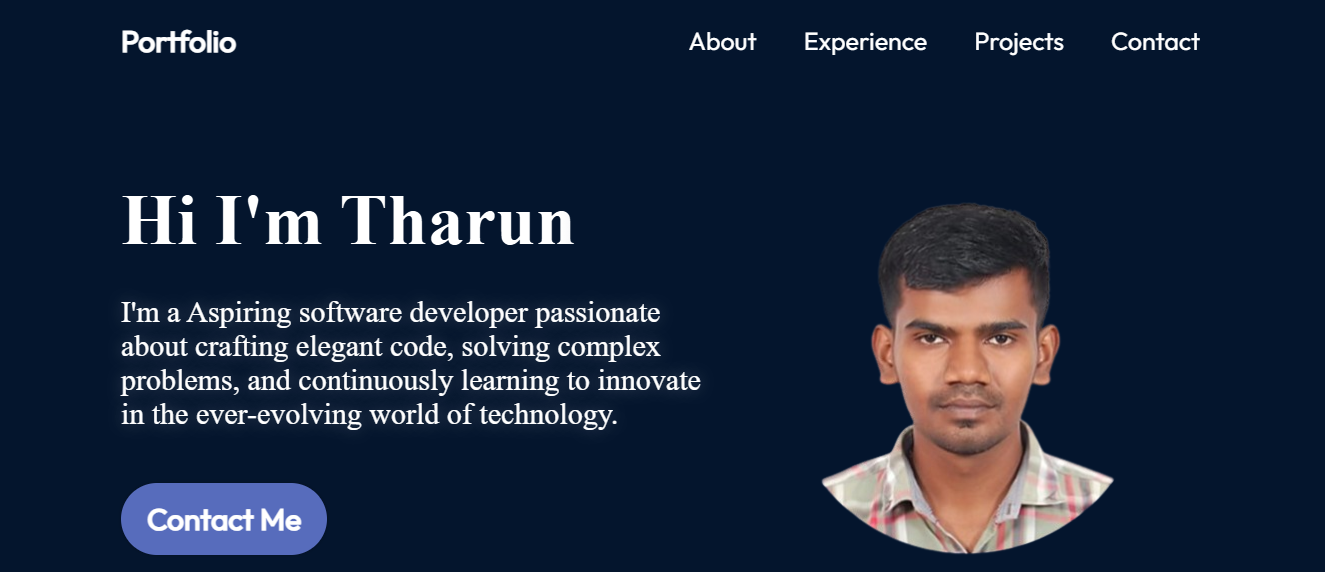 Portfolio
About Experience Projects Contact
Hi I'm Tharun
I'm a Aspiring software developer passionate
about crafting elegant code, solving complex
problems, and continuously learning to innovate
in the ever-evolving world of technology.
Contact Me